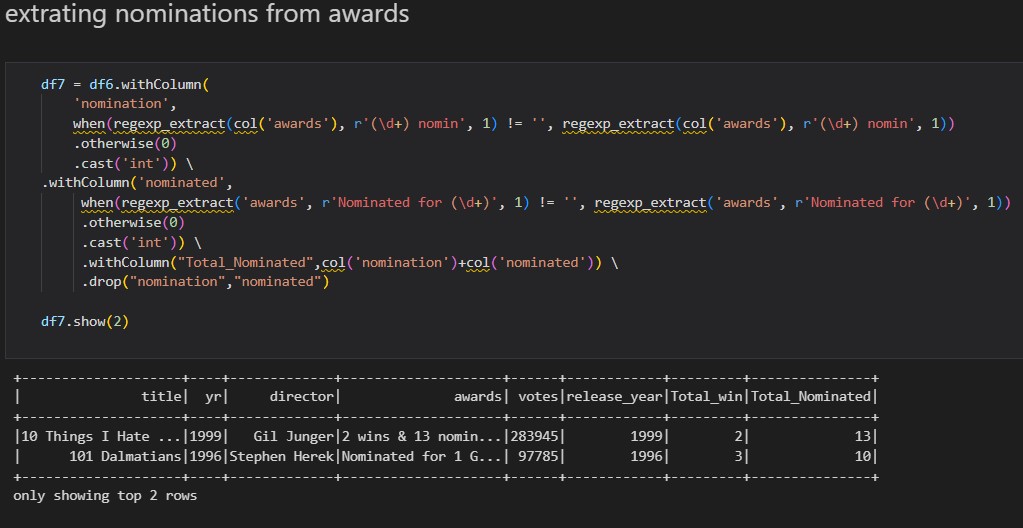 extrating nominations from awards
df7 = df6.withColumn(
    'nomination',
    when(regexp_extract(col('awards'), r'(\d+) nomin', 1) != '', regexp_extract(col('awards'), r'(\d+) nomin', 1))
    .otherwise(0)
    .cast('int')) \
.withColumn('nominated',
     when(regexp_extract('awards', r'Nominated for (\d+)', 1) != '', regexp_extract('awards', r'Nominated for (\d+)', 1))
     .otherwise(0)
     .cast('int')) \
     .withColumn("Total_Nominated",col('nomination')+col('nominated')) \
     .drop("nomination","nominated")
df7.show(2)
+--------------------+----+-------------+--------------------+------+------------+---------+---------------+
|               title|  yr|     director|              awards| votes|release_year|Total_win|Total_Nominated|
+--------------------+----+-------------+--------------------+------+------------+---------+---------------+
|10 Things I Hate ...|1999|   Gil Junger|2 wins & 13 nomin...|283945|        1999|        2|             13|
|      101 Dalmatians|1996|Stephen Herek|Nominated for 1 G...| 97785|        1996|        3|             10|
+--------------------+----+-------------+--------------------+------+------------+---------+---------------+
only showing top 2 rows